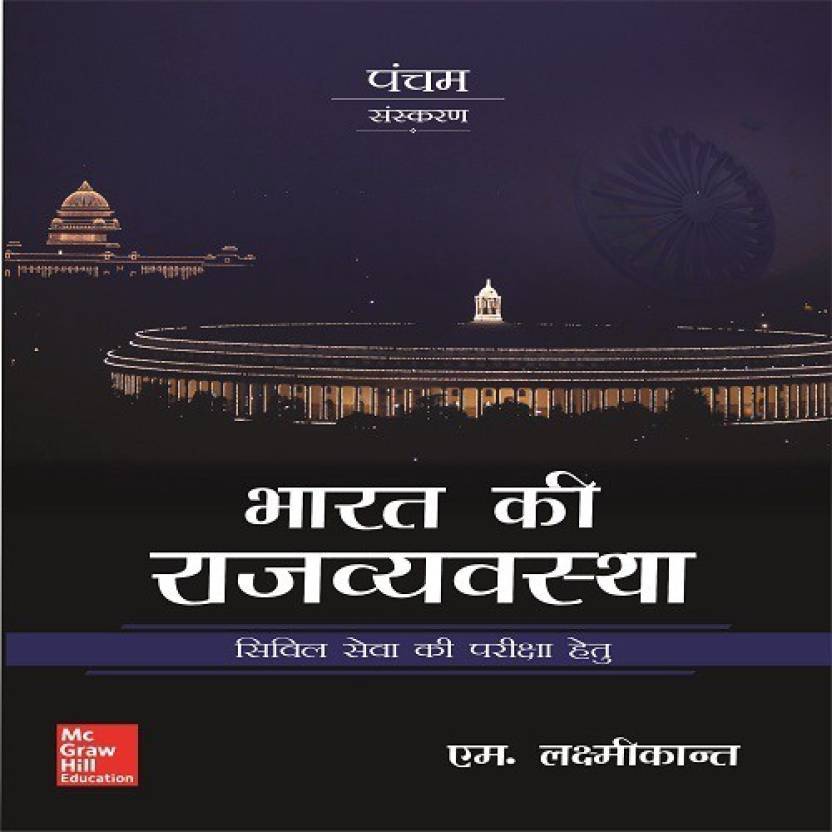 पंचम
संस्करण
भारत की
राजव्यवस्था
सिविल सेवा की परीक्षा हेतु
एम. लक्ष्मीकान्त
Mc
Graw
Hill
Education